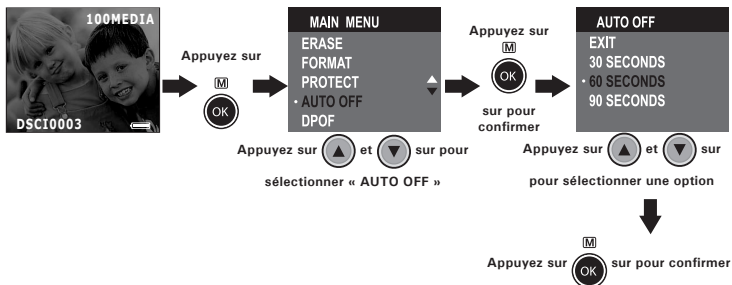 100MEDIA
DSCI0003
Appuyez sur
M
OK
MAIN MENU
ERASE
FORMAT
PROTECT
• AUTO OFF
DPOF
Appuyez sur ▲ et ▼ sur pour
sélectionner « AUTO OFF »
Appuyez sur
M
OK
sur pour
confirmer
AUTO OFF
EXIT
30 SECONDS
• 60 SECONDS
90 SECONDS
Appuyez sur ▲ et ▼ sur
pour sélectionner une option
M
Appuyez sur OK sur pour confirmer